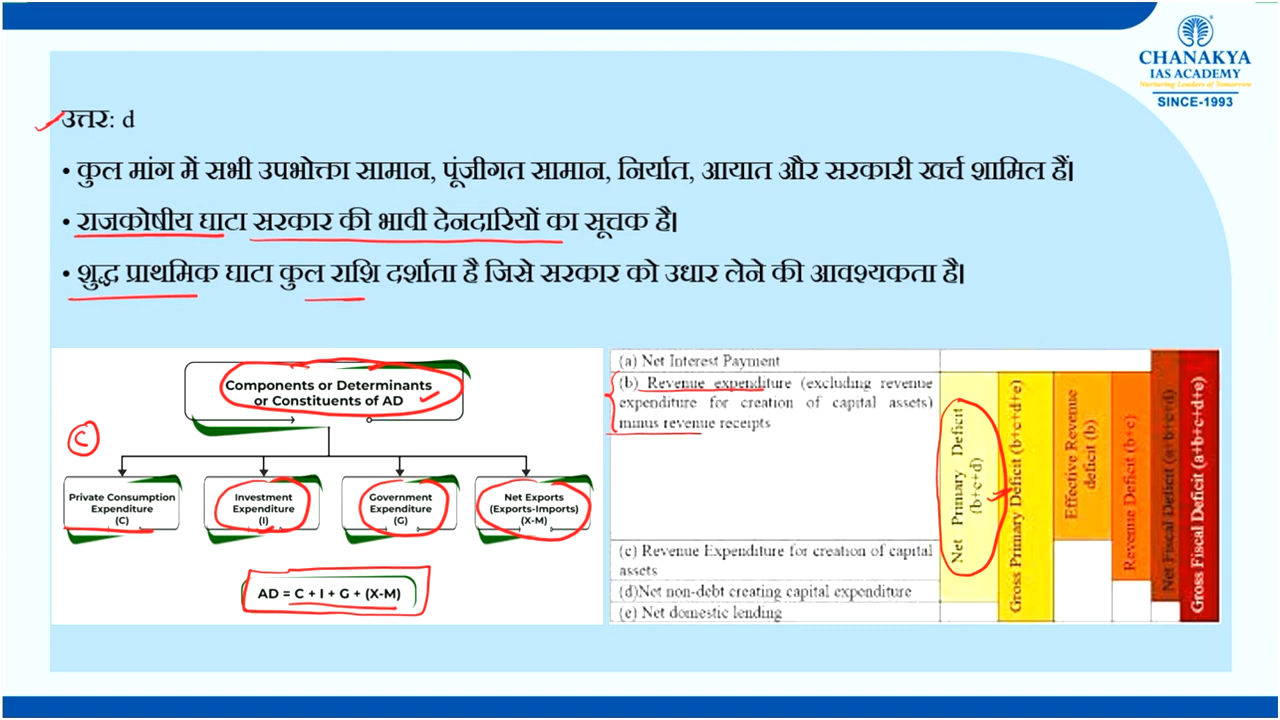 CHANAKYA
IAS ACADEMY
Nurturing Leaders of Tomorrow
SINCE-1993
उत्तर: d
• कुल मांग में सभी उपभोक्ता सामान, पूंजीगत सामान, निर्यात, आयात और सरकारी खर्च शामिल हैं।
• राजकोषीय घाटा सरकार की भावी देनदारियों का सूचक है।
• शुद्ध प्राथमिक घाटा कुल राशि दर्शाता है जिसे सरकार को उधार लेने की आवश्यकता है।
Components or Determinants
or Constituents of AD
C
Private Consumption
Expenditure
(C)
Investment
Expenditure
(I)
Government
Expenditure
(G)
Net Exports
(Exports-Imports)
(X-M)
AD = C + I + G + (X-M)
(a) Net Interest Payment
(b) Revenue expenditure (excluding revenue
expenditure for creation of capital assets)
minus revenue receipts
(c) Revenue Expenditure for creation of capital
assets
(d)Net non-debt creating capital expenditure
(e) Net domestic lending
Net Primary Deficit
(b+c+d)
Gross Primary Deficit (b+c+d+e)
Effective Revenue
deficit (b)
Revenue Deficit (b+c)
Net Fiscal Deficit (a+b+c+d)
Gross Fiscal Deficit (a+b+c+d+e)